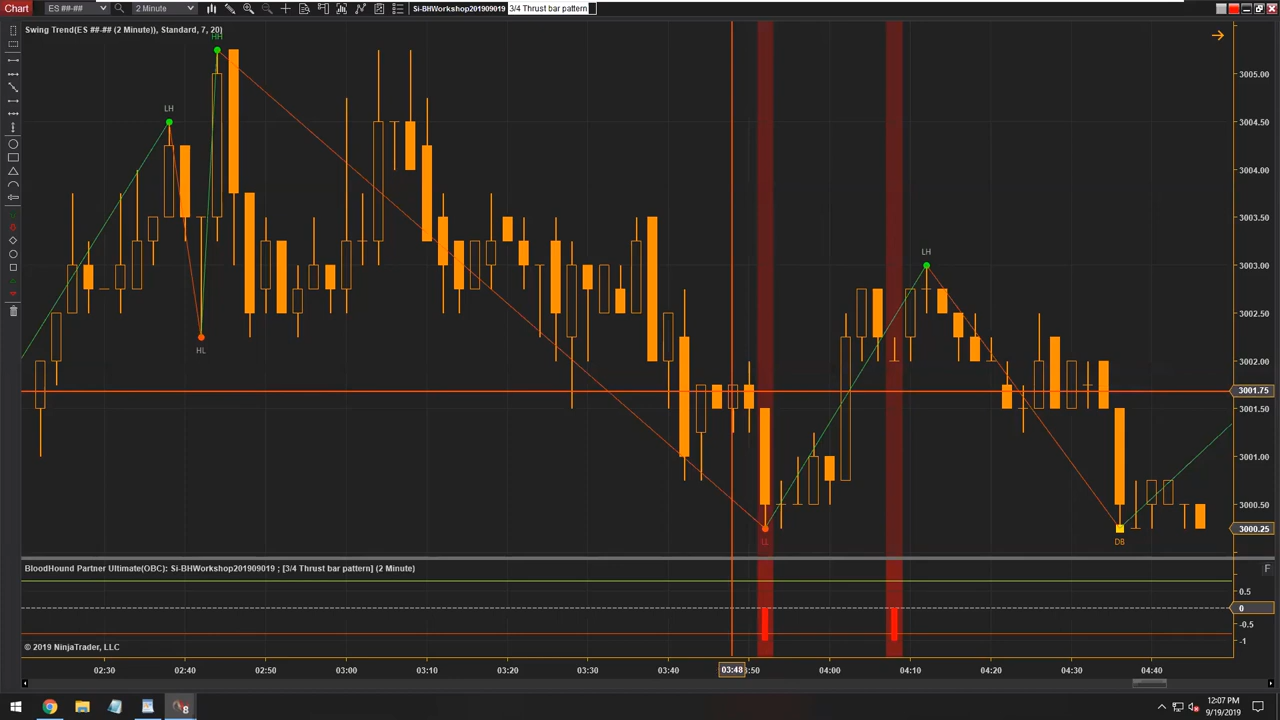 Chart
ES ##-##
2 Minute
Si-BHWorkshop201909019
3/4 Thrust bar pattern
Swing Trend(ES ##-## (2 Minute)), Standard, 7, 20)
HH
LH
HL
LH
LL
DB
3005.00
3004.50
3004.00
3003.50
3003.00
3002.50
3002.00
3001.75
3001.50
3001.00
3000.50
3000.25
BloodHound Partner Ultimate(OBC): Si-BHWorkshop201909019 ; [3/4 Thrust bar pattern] (2 Minute)
F
0.5
0
-0.5
-1
© 2019 NinjaTrader, LLC
02:30
02:40
02:50
03:00
03:10
03:20
03:30
03:40
03:48
:50
04:00
04:10
04:20
04:30
04:40
8
12:07 PM
9/19/2019